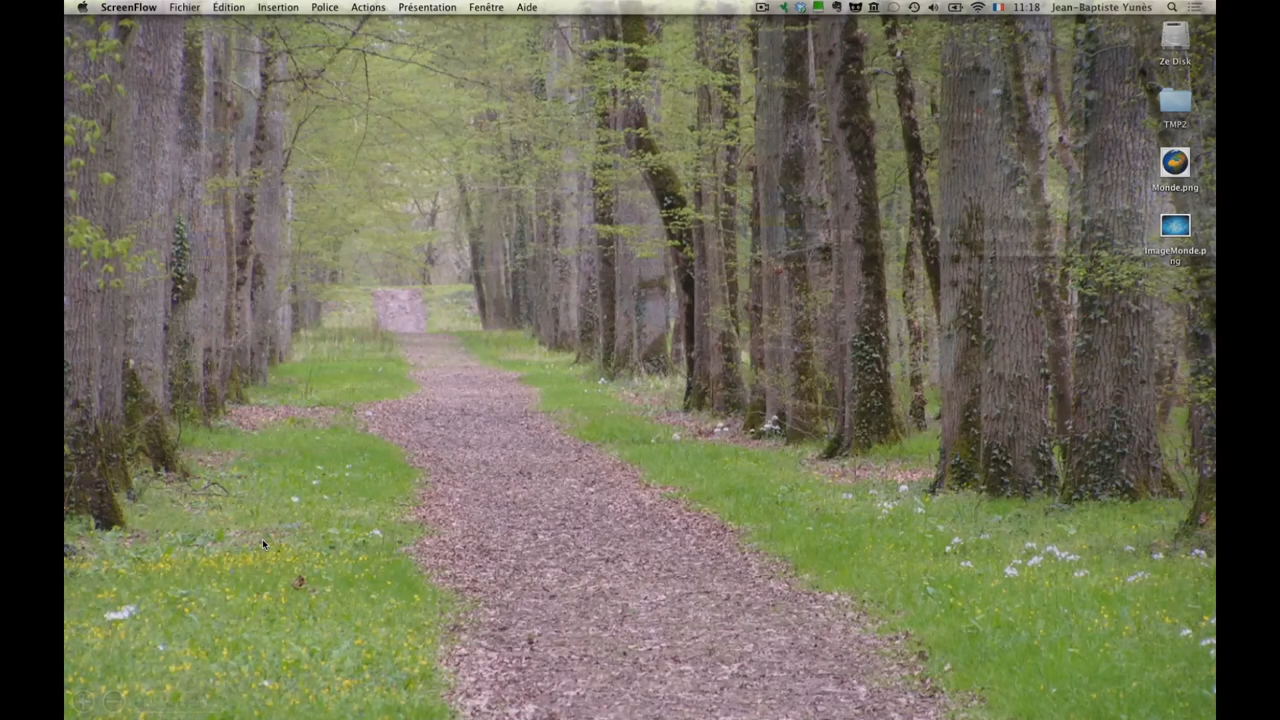 ScreenFlow Fichier Édition Insertion Police Actions Présentation Fenêtre Aide 11:18 Jean-Baptiste Yunès
Ze Disk
TMP2
Monde.png
ImageMonde.p
ng